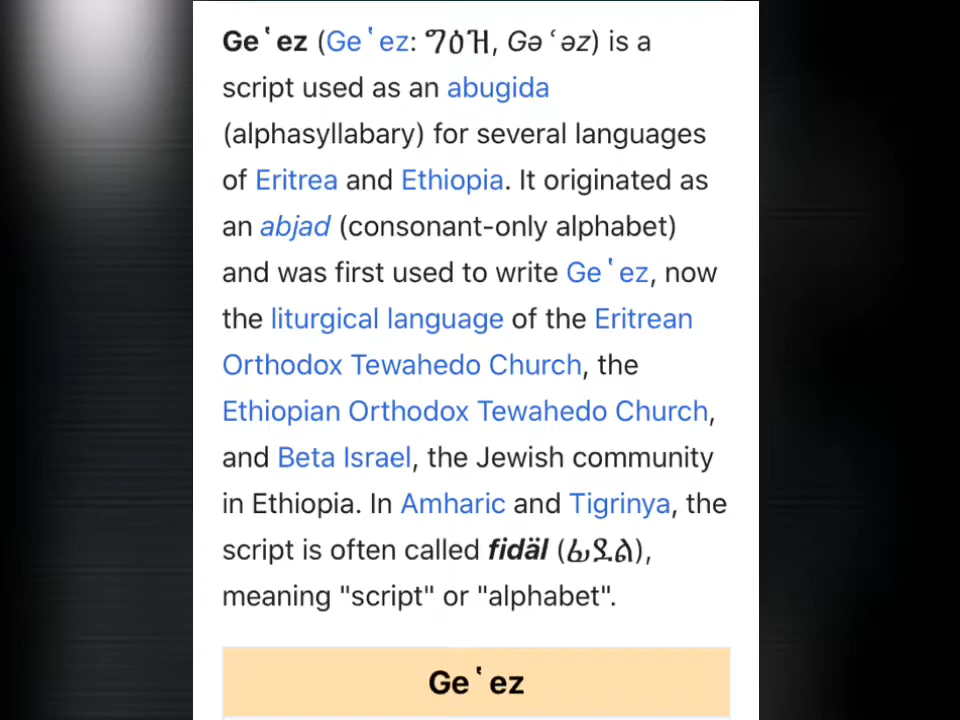 Geʽez (Geʽez: ግዕዝ, Gəʿəz) is a
script used as an abugida
(alphasyllabary) for several languages
of Eritrea and Ethiopia. It originated as
an abjad (consonant-only alphabet)
and was first used to write Geʽez, now
the liturgical language of the Eritrean
Orthodox Tewahedo Church, the
Ethiopian Orthodox Tewahedo Church,
and Beta Israel, the Jewish community
in Ethiopia. In Amharic and Tigrinya, the
script is often called fidäl (ፊደል),
meaning "script" or "alphabet".
Geʽez